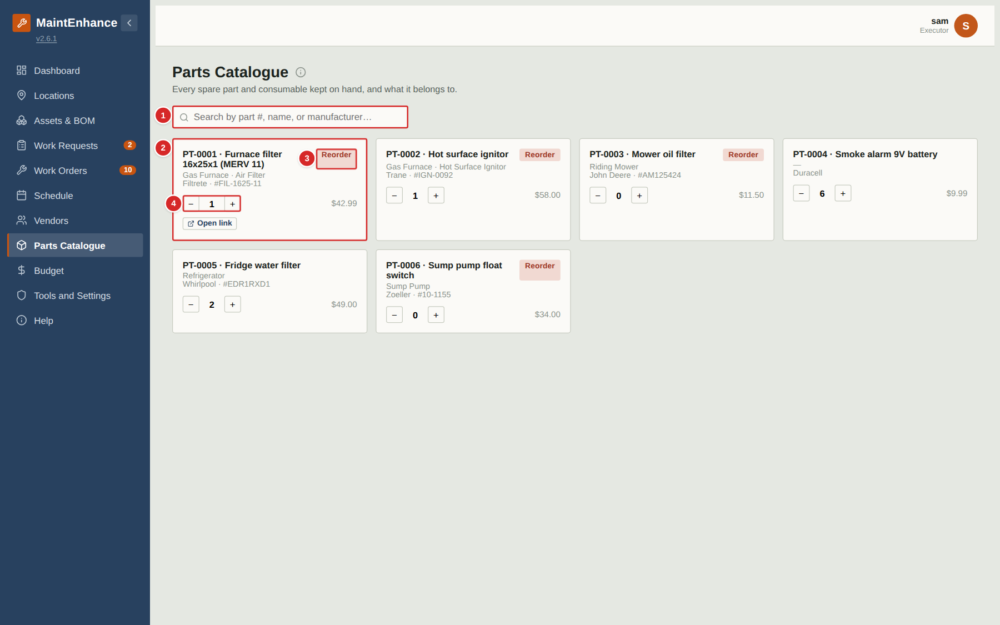 MaintEnhance
v2.6.1
Dashboard
Locations
Assets & BOM
Work Requests 2
Work Orders 10
Schedule
Vendors
Parts Catalogue
Budget
Tools and Settings
Help
sam
Executor
S
Parts Catalogue
Every spare part and consumable kept on hand, and what it belongs to.
1
Search by part #, name, or manufacturer…
2
PT-0001 · Furnace filter
16x25x1 (MERV 11)
3
Reorder
Gas Furnace · Air Filter
Filtrete · #FIL-1625-11
4
− 1 + $42.99
Open link
PT-0002 · Hot surface ignitor Reorder
Gas Furnace · Hot Surface Ignitor
Trane · #IGN-0092
− 1 + $58.00
PT-0003 · Mower oil filter Reorder
Riding Mower
John Deere · #AM125424
− 0 + $11.50
PT-0004 · Smoke alarm 9V battery
—
Duracell
− 6 + $9.99
PT-0005 · Fridge water filter
Refrigerator
Whirlpool · #EDR1RXD1
− 2 + $49.00
PT-0006 · Sump pump float
switch
Reorder
Sump Pump
Zoeller · #10-1155
− 0 + $34.00